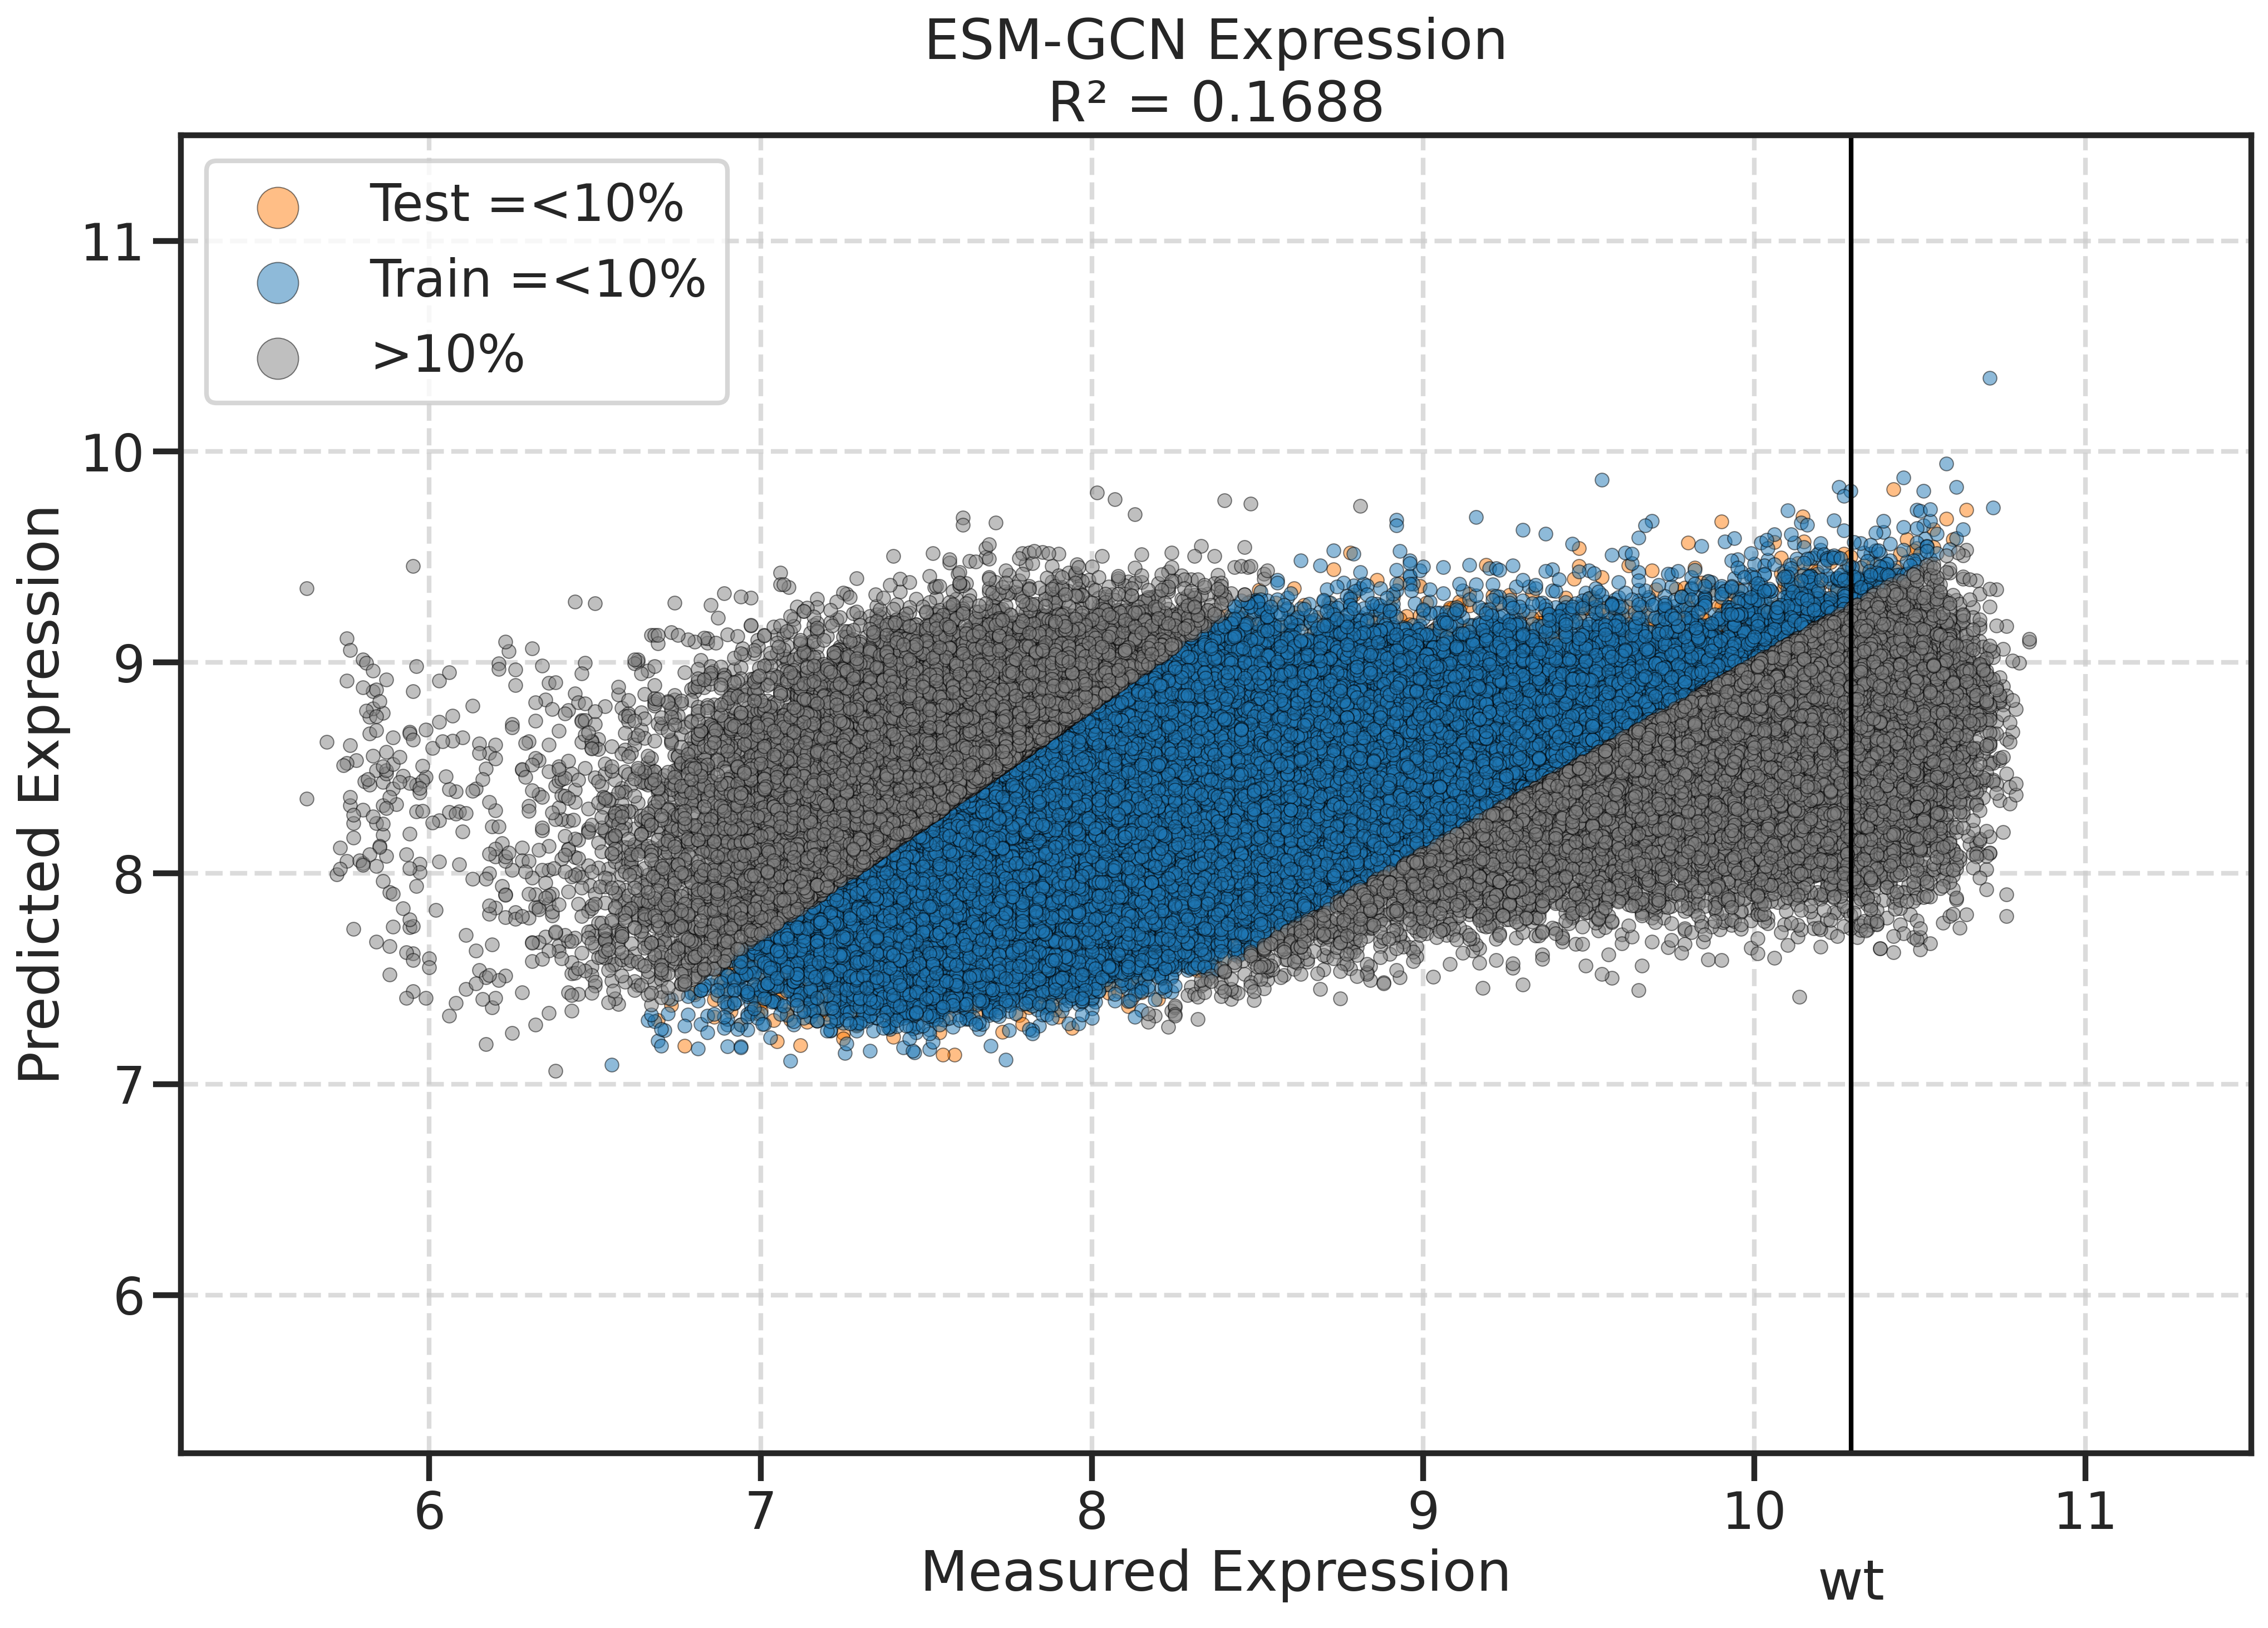 ESM-GCN Expression
R² = 0.1688
Test =<10%
Train =<10%
>10%
Predicted Expression
11
10
9
8
7
6
6
7
8
9
10
11
Measured Expression
wt